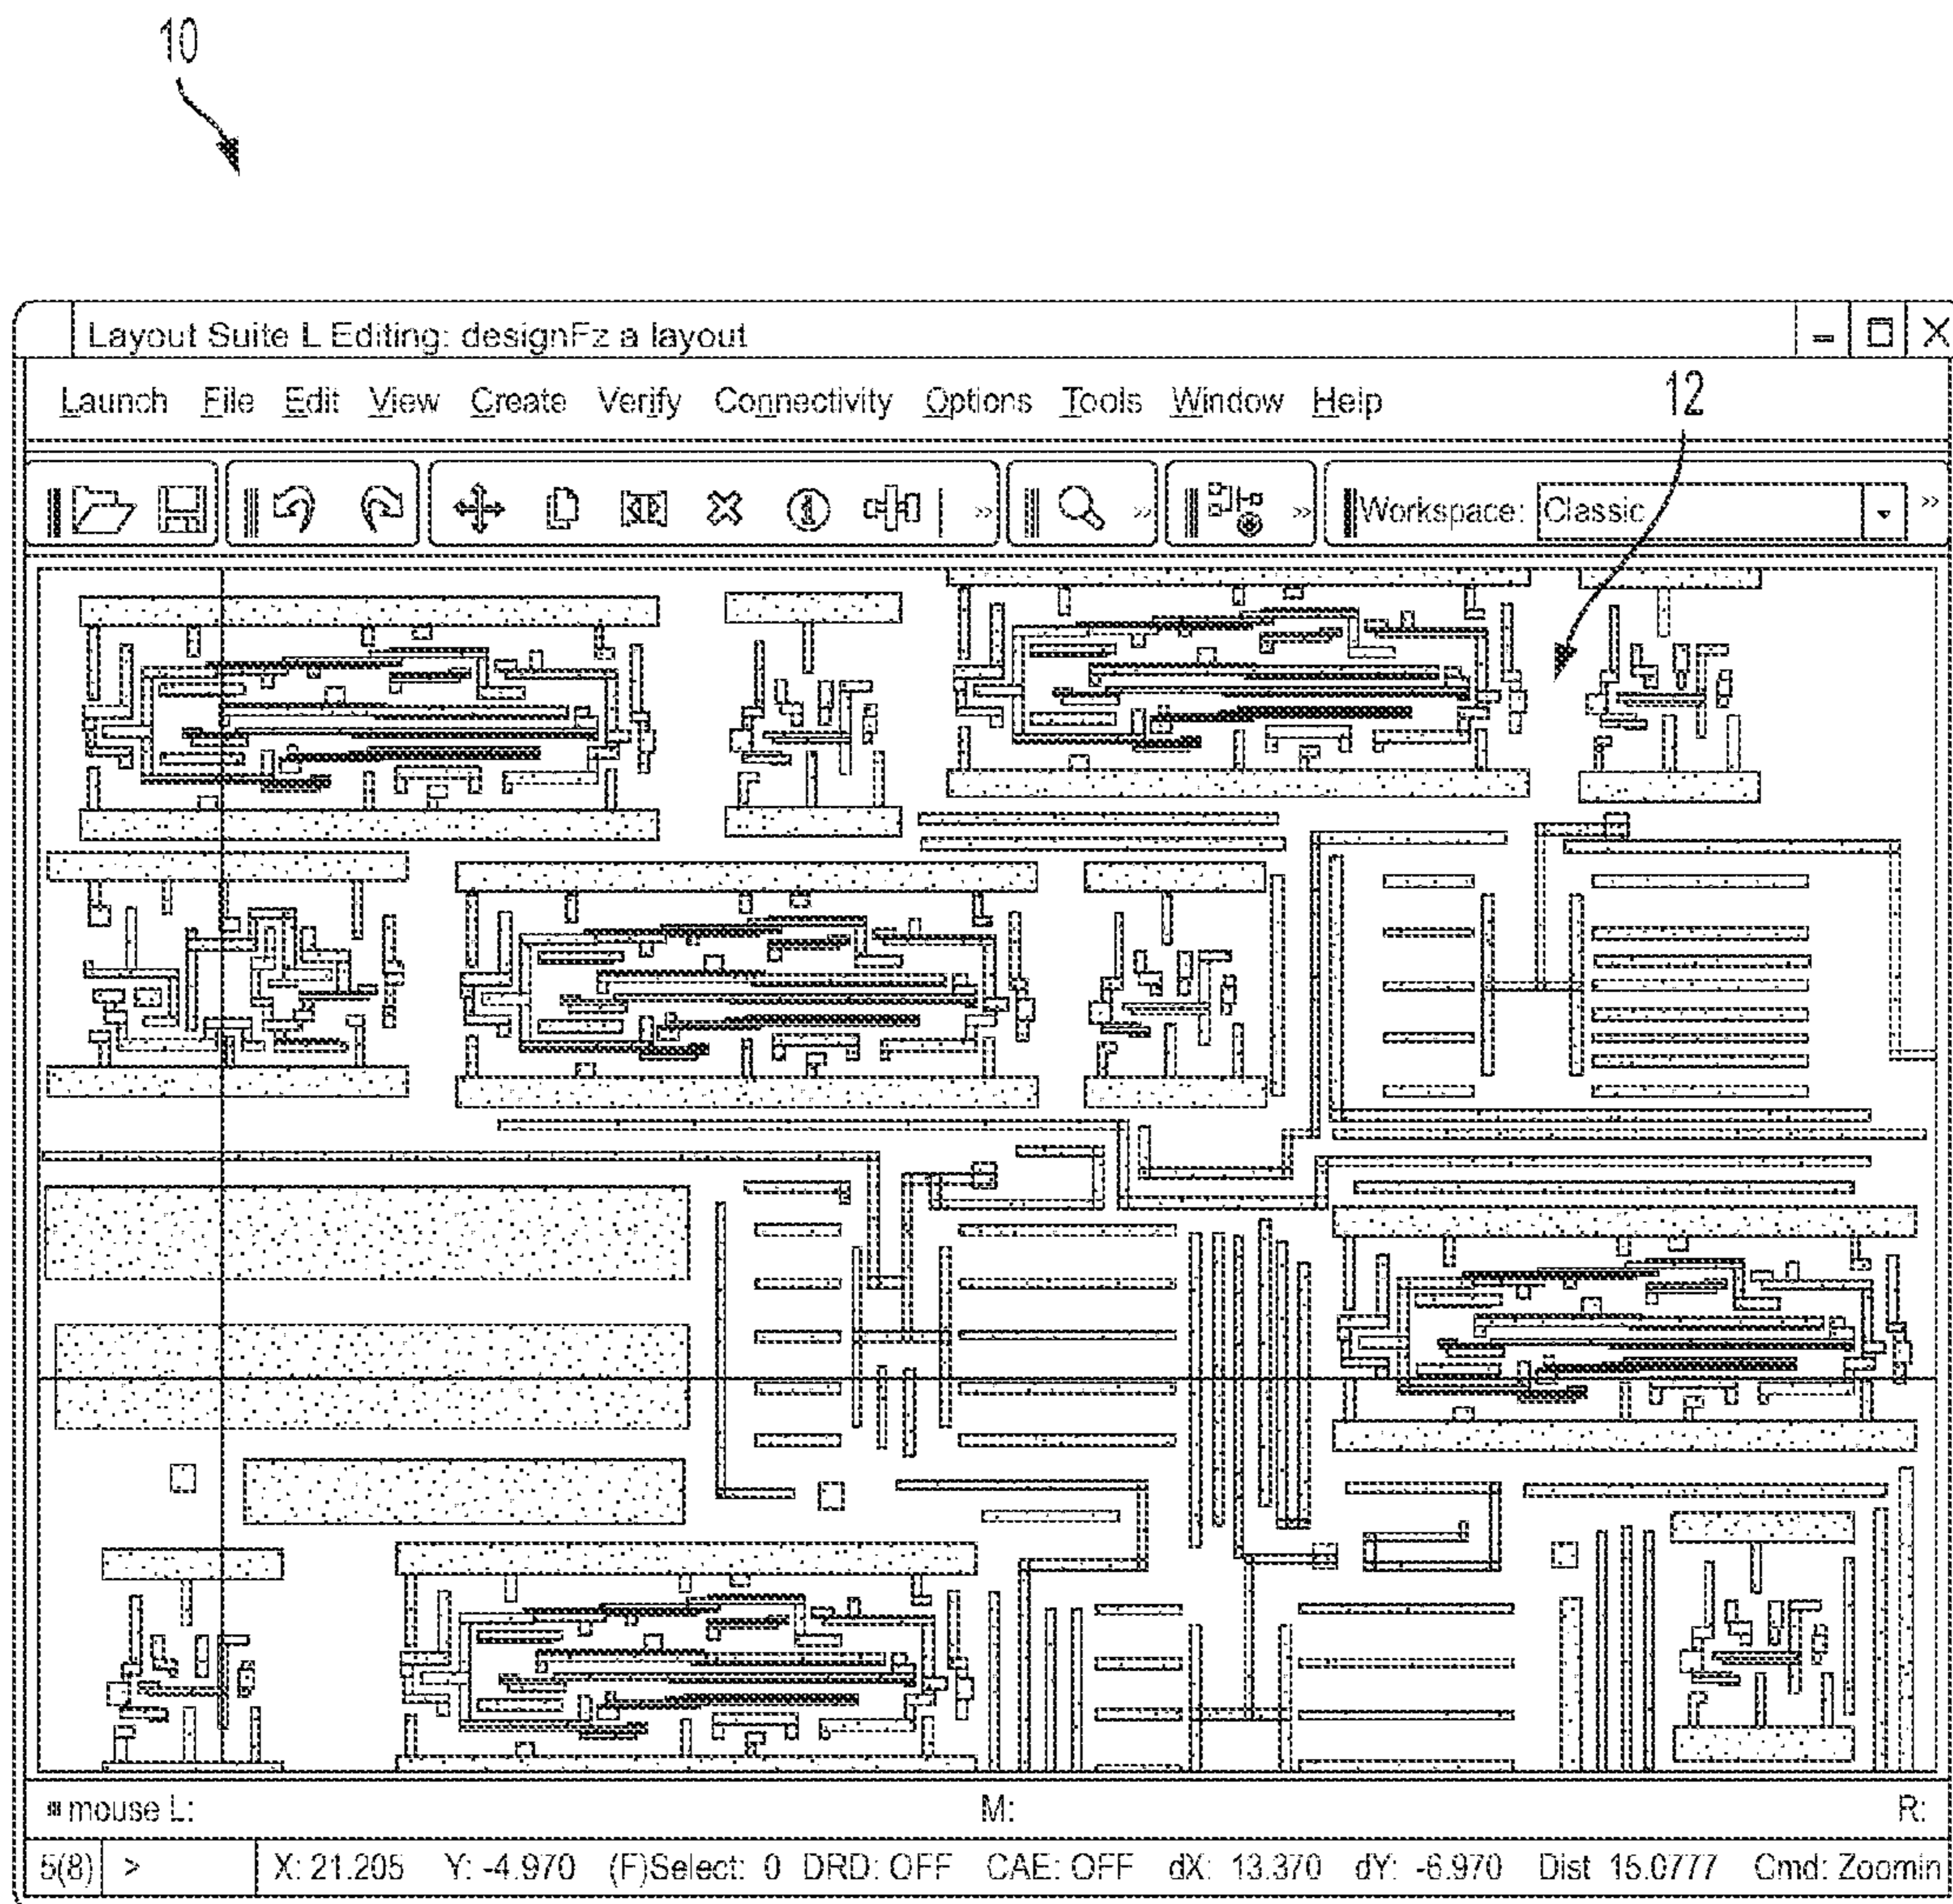 10
Layout Suite L Editing: designFz a layout
Launch File Edit View Create Verify Connectivity Options Tools Window Help
12
Workspace: Classic
mouse L: M: R:
5(8) > X: 21.205 Y: -4.970 (F)Select: 0 DRD: OFF CAE: OFF dX: 13.370 dY: -6.970 Dist 15.0777 Cmd: Zoomin